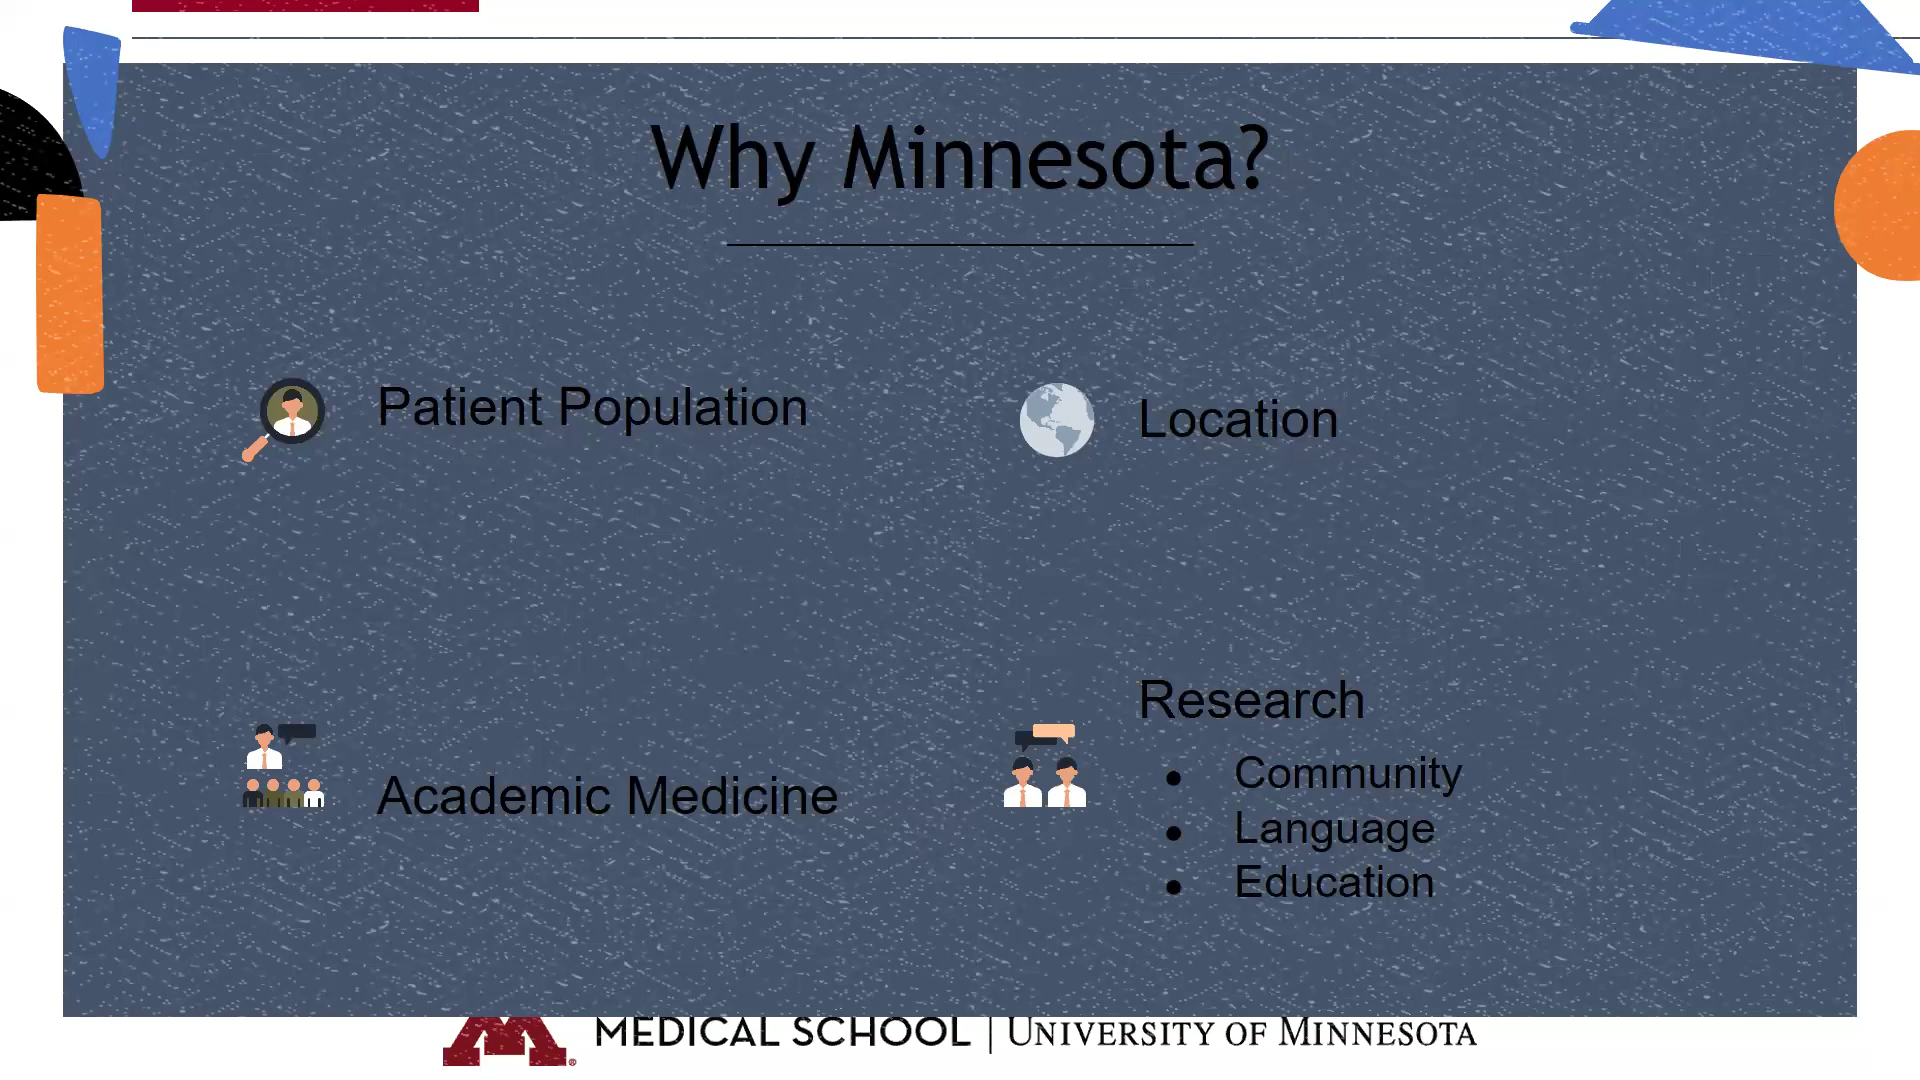 Why Minnesota?
Patient Population
Location
Academic Medicine
Research
• Community
• Language
• Education
M®
MEDICAL SCHOOL | UNIVERSITY OF MINNESOTA